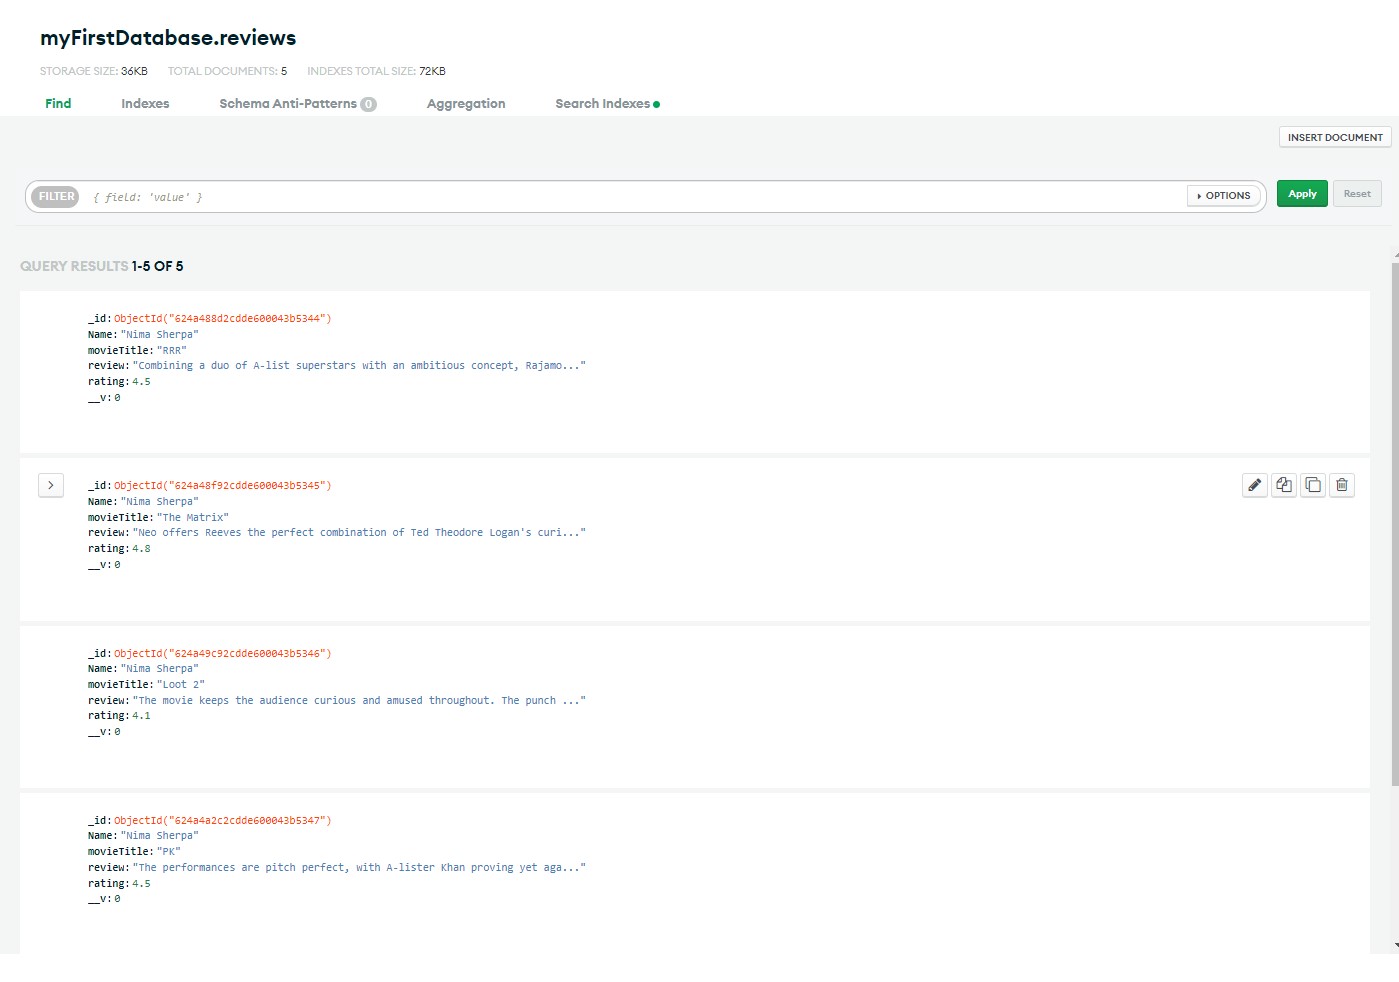 myFirstDatabase.reviews
STORAGE SIZE: 36KB TOTAL DOCUMENTS: 5 INDEXES TOTAL SIZE: 72KB
Find Indexes Schema Anti-Patterns 0 Aggregation Search Indexes
INSERT DOCUMENT
FILTER { field: 'value' } OPTIONS Apply Reset
QUERY RESULTS 1-5 OF 5
_id: ObjectId("624a488d2cdde600043b5344")
Name: "Nima Sherpa"
movieTitle: "RRR"
review: "Combining a duo of A-list superstars with an ambitious concept, Rajamo..."
rating: 4.5
__v: 0
_id: ObjectId("624a48f92cdde600043b5345")
Name: "Nima Sherpa"
movieTitle: "The Matrix"
review: "Neo offers Reeves the perfect combination of Ted Theodore Logan's curi..."
rating: 4.8
__v: 0
_id: ObjectId("624a49c92cdde600043b5346")
Name: "Nima Sherpa"
movieTitle: "Loot 2"
review: "The movie keeps the audience curious and amused throughout. The punch ..."
rating: 4.1
__v: 0
_id: ObjectId("624a4a2c2cdde600043b5347")
Name: "Nima Sherpa"
movieTitle: "PK"
review: "The performances are pitch perfect, with A-lister Khan proving yet aga..."
rating: 4.5
__v: 0